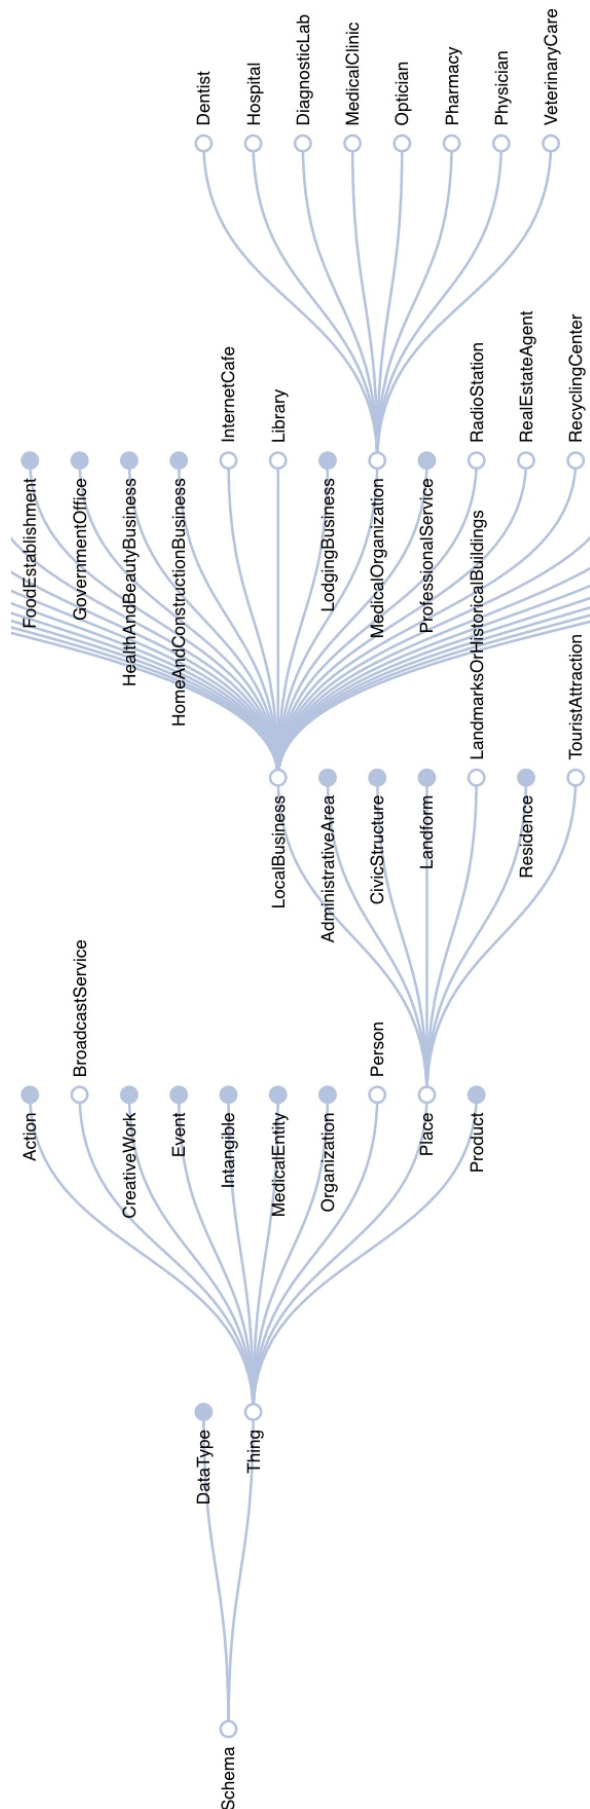 Dentist
Hospital
DiagnosticLab
MedicalClinic
Optician
Pharmacy
Physician
VeterinaryCare
FoodEstablishment
GovernmentOffice
HealthAndBeautyBusiness
HomeAndConstructionBusiness
InternetCafe
Library
LodgingBusiness
MedicalOrganization
ProfessionalService
RadioStation
RealEstateAgent
RecyclingCenter
LocalBusiness
AdministrativeArea
CivicStructure
Landform
LandmarksOrHistoricalBuildings
Residence
TouristAttraction
Action
BroadcastService
CreativeWork
Event
Intangible
MedicalEntity
Organization
Person
Place
Product
DataType
Thing
Schema